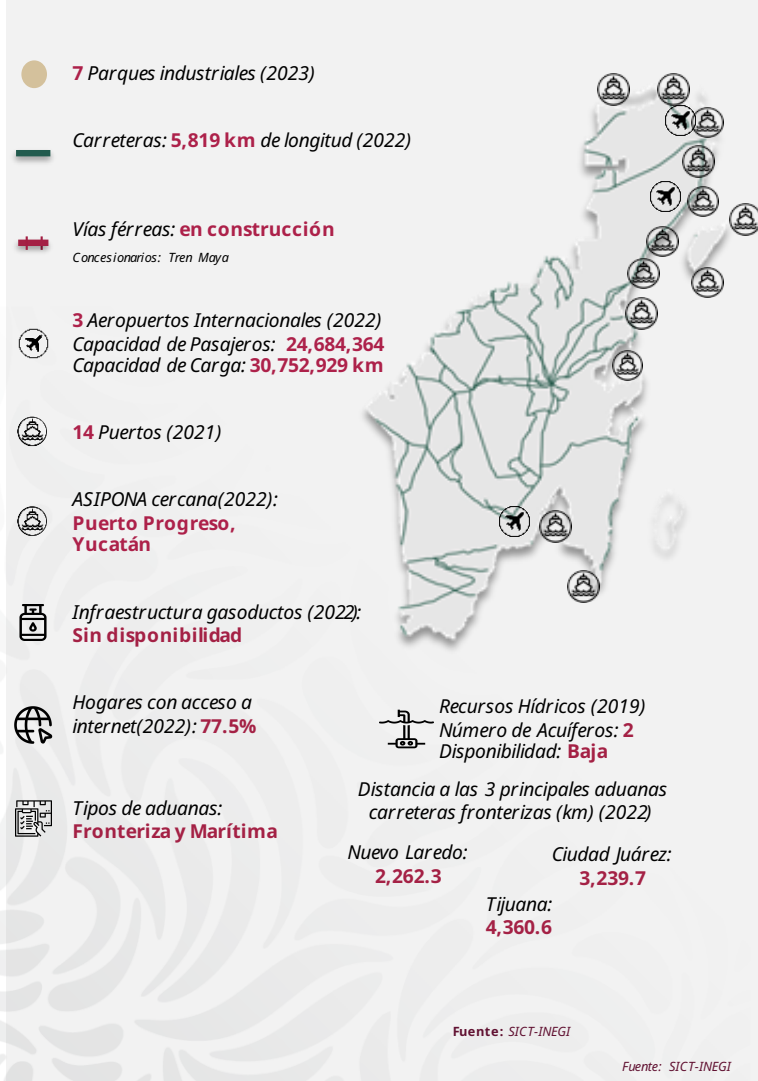 7 Parques industriales (2023)
Carreteras: 5,819 km de longitud (2022)
Vías férreas: en construcción
Concesionarios: Tren Maya
3 Aeropuertos Internacionales (2022)
Capacidad de Pasajeros: 24,684,364
Capacidad de Carga: 30,752,929 km
14 Puertos (2021)
ASIPONA cercana(2022):
Puerto Progreso,
Yucatán
Infraestructura gasoductos (2022):
Sin disponibilidad
Hogares con acceso a
internet(2022): 77.5%
Tipos de aduanas:
Fronteriza y Marítima
Recursos Hídricos (2019)
Número de Acuíferos: 2
Disponibilidad: Baja
Distancia a las 3 principales aduanas
carreteras fronterizas (km) (2022)
Nuevo Laredo:
2,262.3
Ciudad Juárez:
3,239.7
Tijuana:
4,360.6
Fuente: SICT-INEGI
Fuente: SICT-INEGI